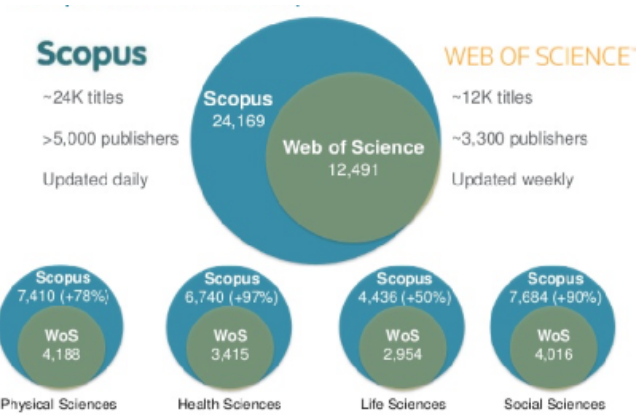 Scopus
~24K titles
>5,000 publishers
Updated daily
Scopus
24,169
Web of Science
12,491
WEB OF SCIENCE™
~12K titles
~3,300 publishers
Updated weekly
Scopus
7,410 (+78%)
WoS
4,188
Physical Sciences
Scopus
6,740 (+97%)
WoS
3,415
Health Sciences
Scopus
4,436 (+50%)
WoS
2,954
Life Sciences
Scopus
7,684 (+90%)
WoS
4,016
Social Sciences